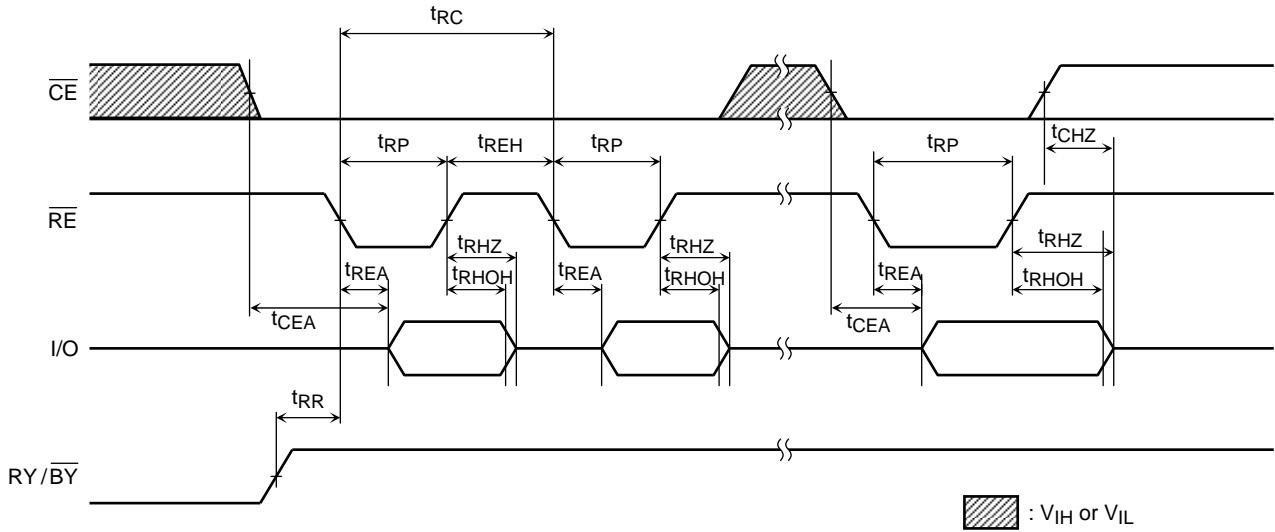 tRC
CE
tCHZ
tRP tREH tRP tRP
RE
tRHZ tRHZ tRHZ
tREA tRHOH tREA tRHOH tREA tRHOH
tCEA tCEA
I/O
tRR
RY/BY
: VIH or VIL